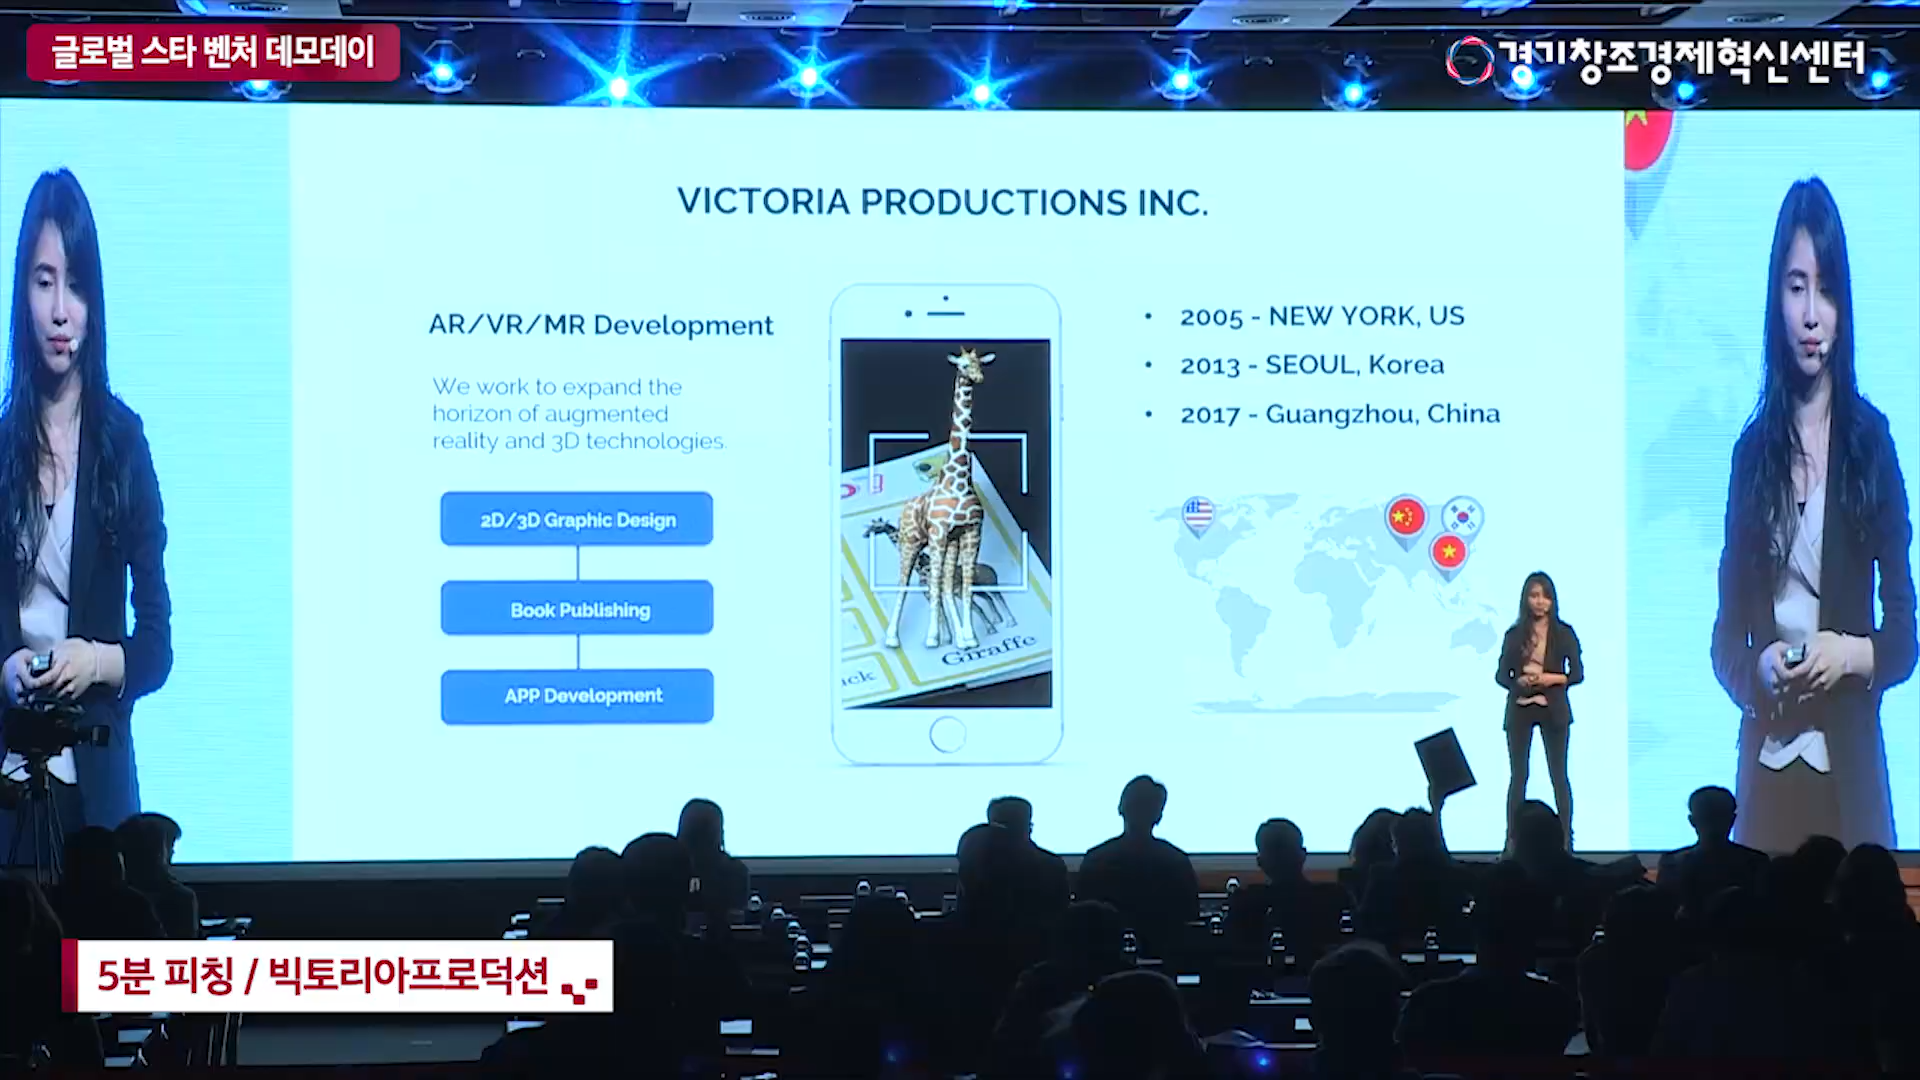 글로벌 스타 벤처 데모데이
경기창조경제혁신센터
VICTORIA PRODUCTIONS INC.
AR/VR/MR Development
We work to expand the
horizon of augmented
reality and 3D technologies.
2D/3D Graphic Design
Book Publishing
APP Development
Giraffe
ck
• 2005 - NEW YORK, US
• 2013 - SEOUL, Korea
• 2017 - Guangzhou, China
5분 피칭 / 빅토리아프로덕션